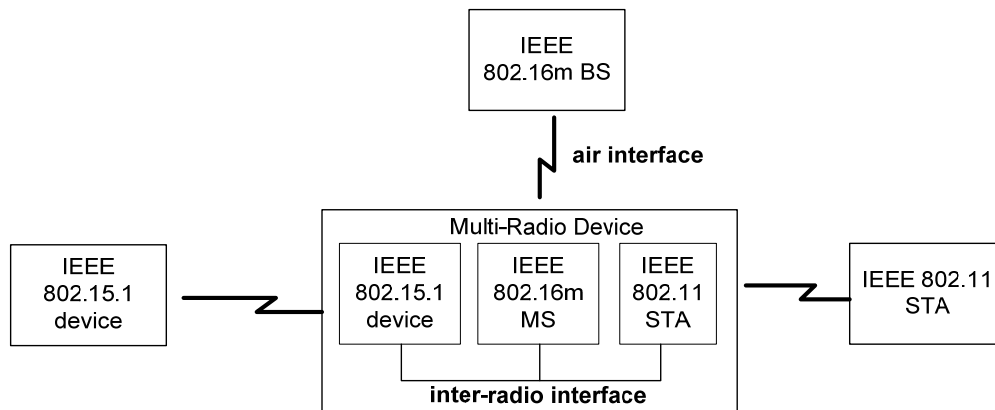 IEEE
802.16m BS
air interface
Multi-Radio Device
IEEE
802.15.1
device
IEEE
802.15.1
device
IEEE
802.16m
MS
IEEE
802.11
STA
IEEE 802.11
STA
inter-radio interface